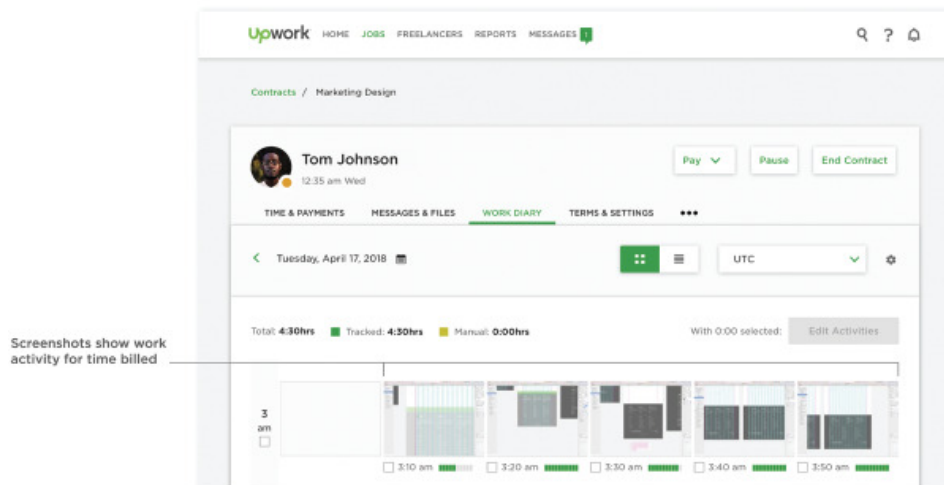 Upwork HOME JOBS FREELANCERS REPORTS MESSAGES 1
Contracts / Marketing Design
Tom Johnson
12:35 am Wed
Pay Pause End Contract
TIME & PAYMENTS MESSAGES & FILES WORK DIARY TERMS & SETTINGS
Tuesday, April 17, 2018 UTC
Total: 4:30hrs Tracked: 4:30hrs Manual: 0:00hrs With 0:00 selected: Edit Activities
Screenshots show work
activity for time billed
3
am
3:10 am 3:20 am 3:30 am 3:40 am 3:50 am